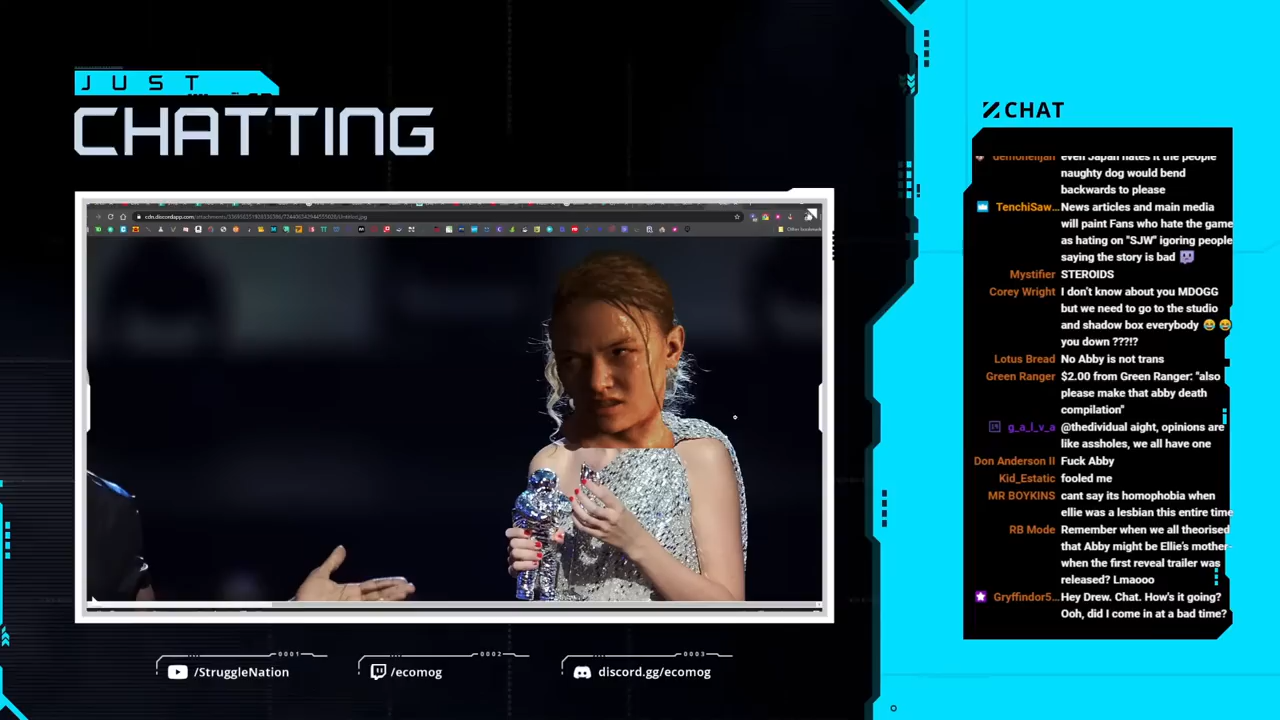 JUST
CHATTING
CHAT
demonelijah even Japan hates it the people
naughty dog would bend
backwards to please
TenchiSaw... News articles and main media
will paint Fans who hate the game
as hating on "SJW" igoring people
saying the story is bad
Mystifier STEROIDS
Corey Wright I don't know about you MDOGG
but we need to go to the studio
and shadow box everybody 😂 😂
you down ???!?
Lotus Bread No Abby is not trans
Green Ranger $2.00 from Green Ranger: "also
please make that abby death
compilation"
g_a_l_v_a @thedividual aight, opinions are
like assholes, we all have one
Don Anderson II Fuck Abby
Kid_Estatic fooled me
MR BOYKINS cant say its homophobia when
ellie was a lesbian this entire time
RB Mode Remember when we all theorised
that Abby might be Ellie's mother
when the first reveal trailer was
released? Lmaooo
Gryffindor5... Hey Drew. Chat. How's it going?
Ooh, did I come in at a bad time?
Other bookmark
0001
/StruggleNation
0002
/ecomog
0003
discord.gg/ecomog